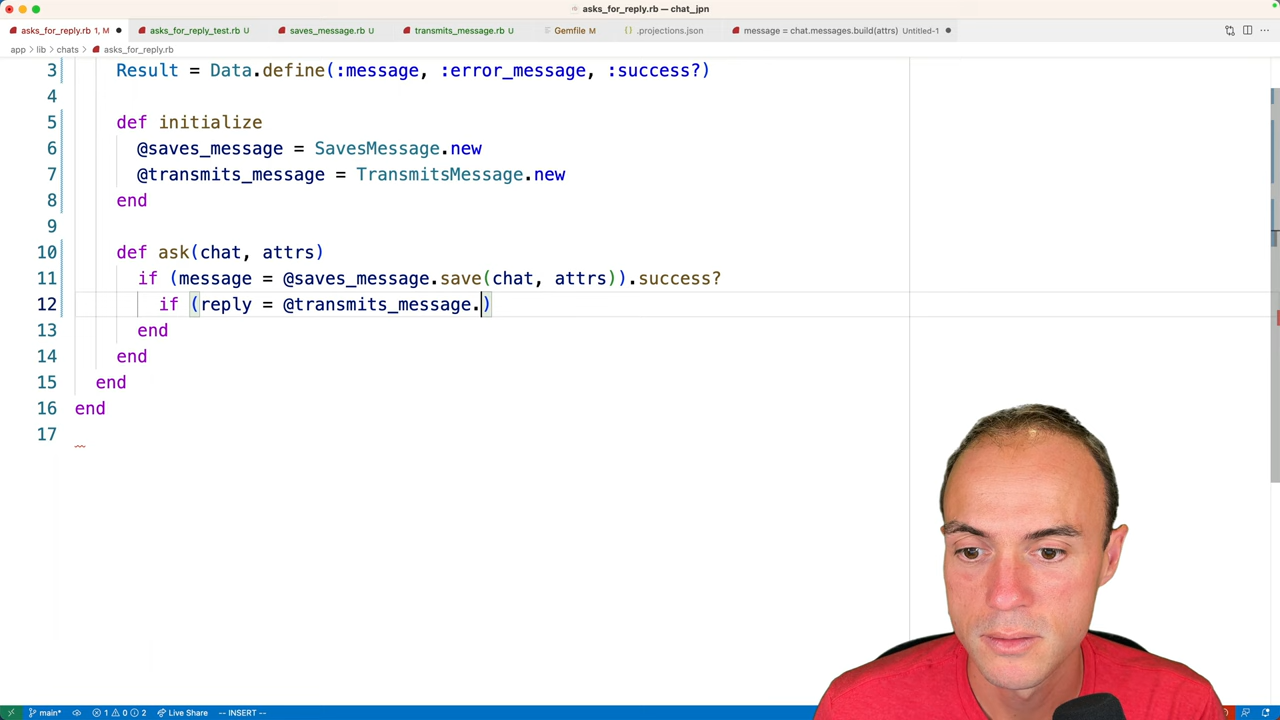 asks_for_reply.rb — chat_jpn
asks_for_reply.rb 1, M
asks_for_reply_test.rb U
saves_message.rb U
transmits_message.rb U
Gemfile M
.projections.json
message = chat.messages.build(attrs) Untitled-1
app › lib › chats › asks_for_reply.rb
3 Result = Data.define(:message, :error_message, :success?)
4
5 def initialize
6 @saves_message = SavesMessage.new
7 @transmits_message = TransmitsMessage.new
8 end
9
10 def ask(chat, attrs)
11 if (message = @saves_message.save(chat, attrs)).success?
12 if (reply = @transmits_message.)
13 end
14 end
15 end
16 end
17
main* 1 0 2 Live Share -- INSERT --